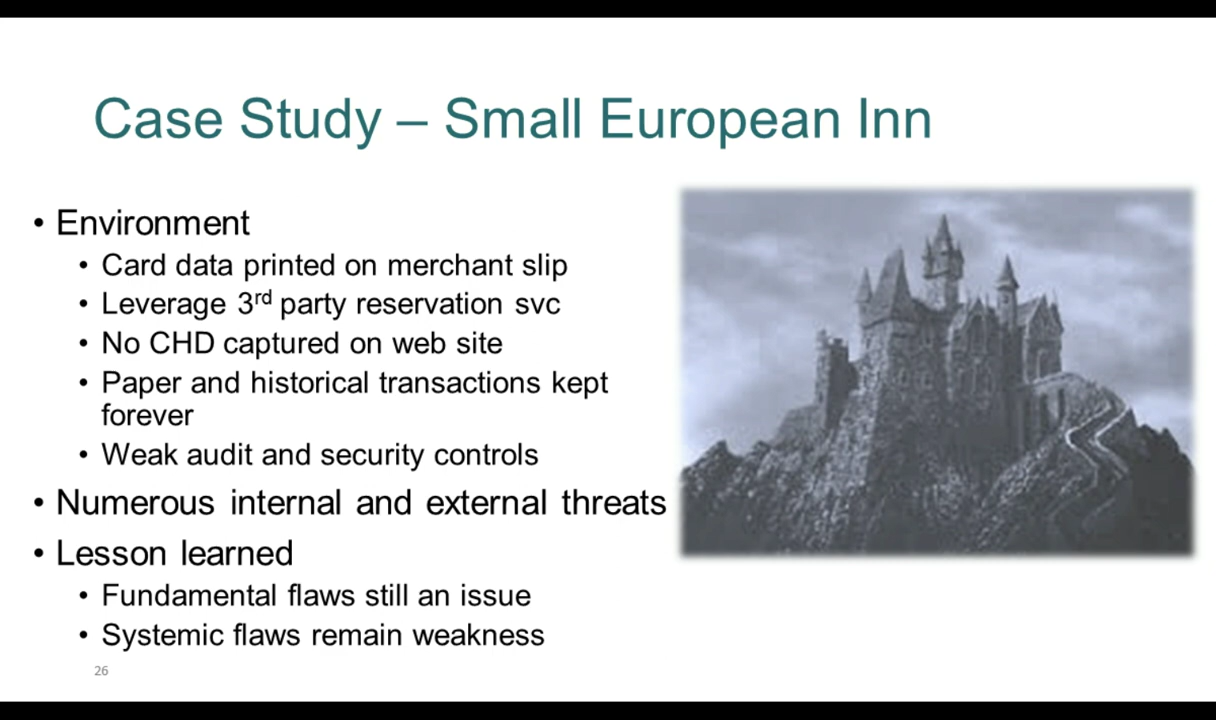 Case Study – Small European Inn
• Environment
• Card data printed on merchant slip
• Leverage 3rd party reservation svc
• No CHD captured on web site
• Paper and historical transactions kept
forever
• Weak audit and security controls
• Numerous internal and external threats
• Lesson learned
• Fundamental flaws still an issue
• Systemic flaws remain weakness
26